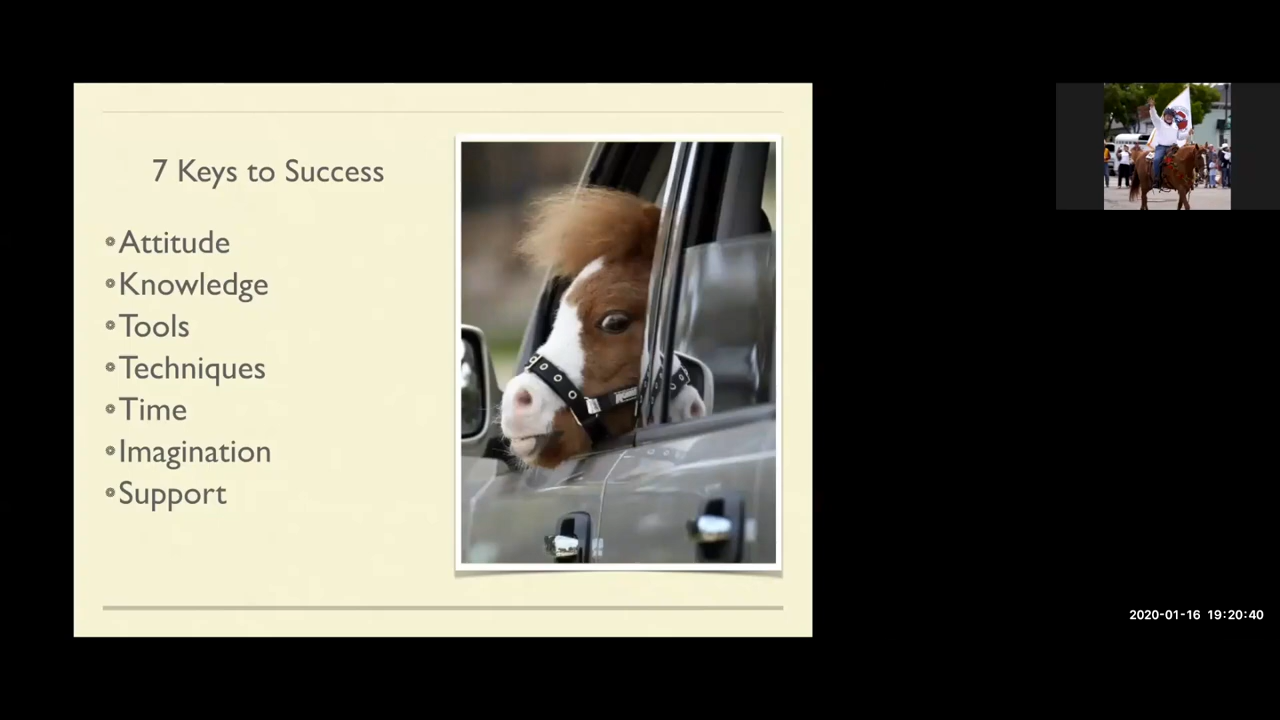 7 Keys to Success
•Attitude
•Knowledge
•Tools
•Techniques
•Time
•Imagination
•Support
2020-01-16 19:20:40